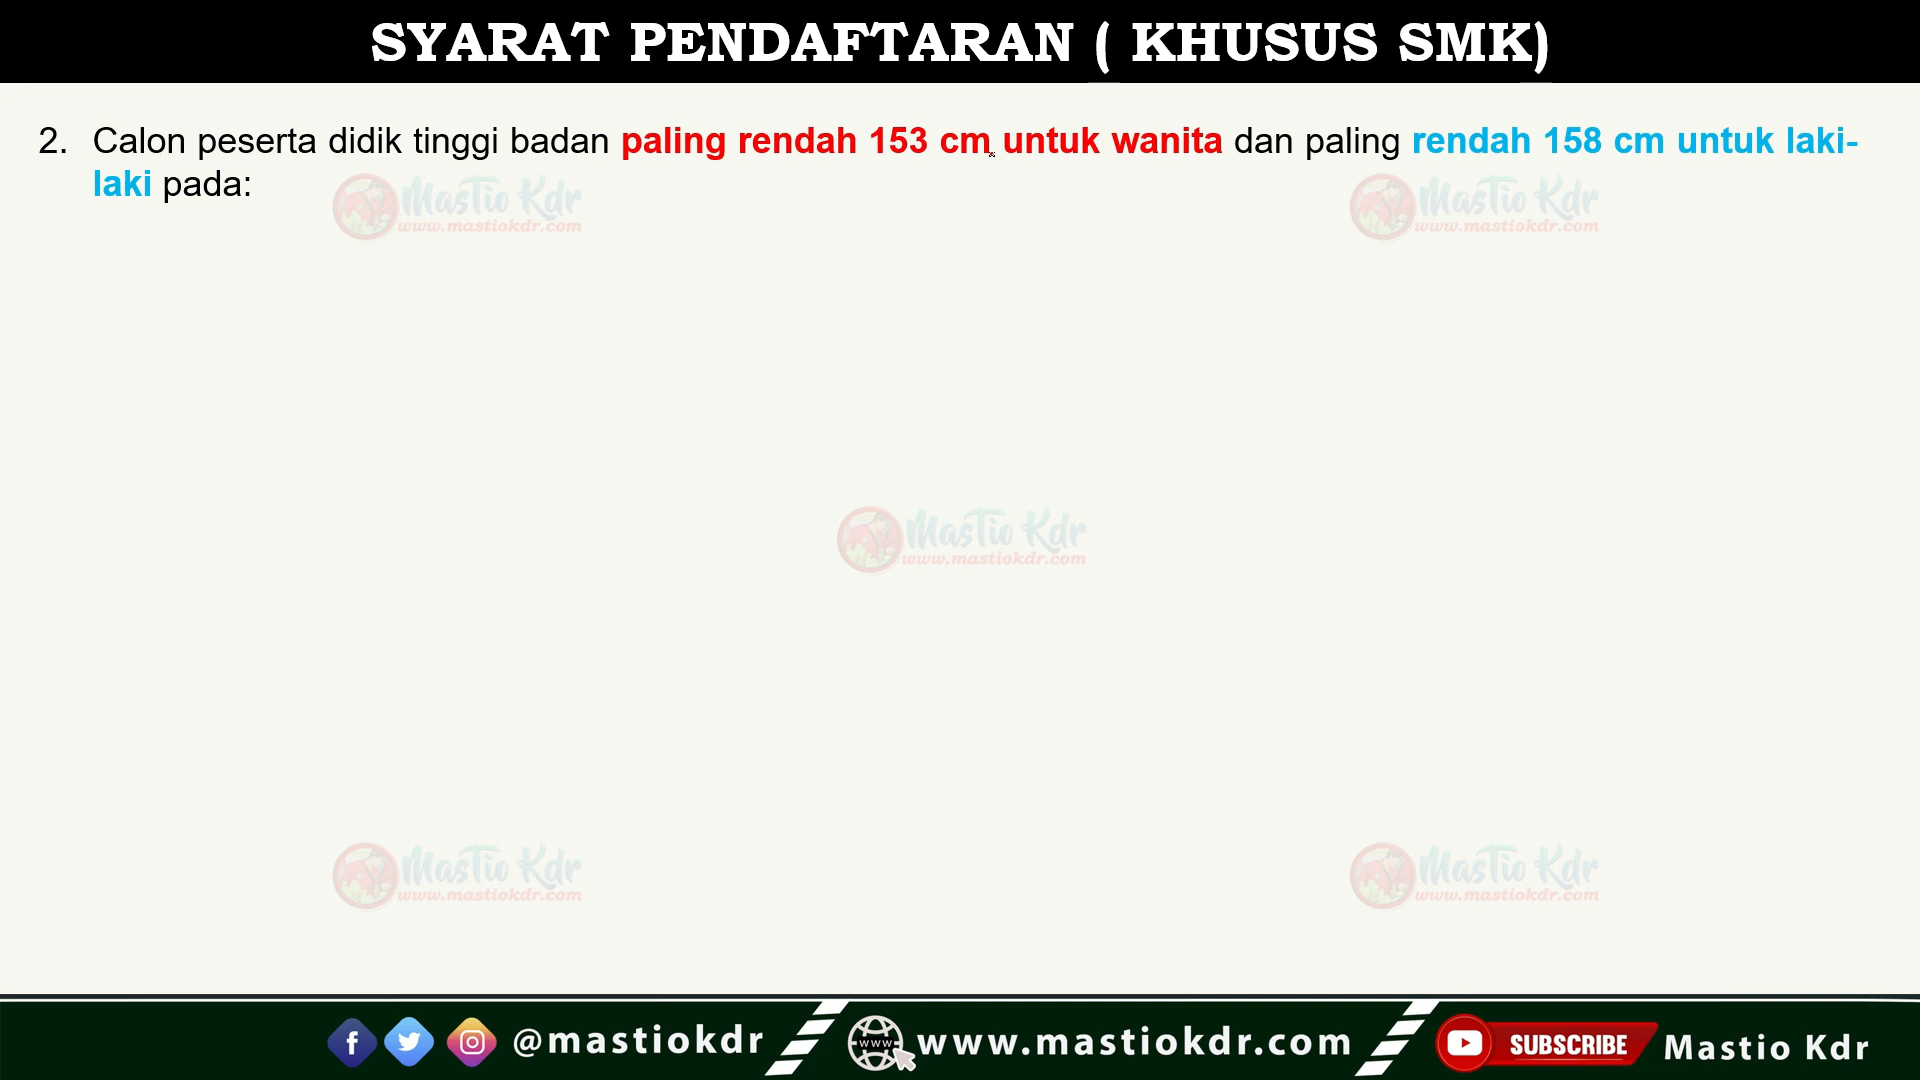 SYARAT PENDAFTARAN ( KHUSUS SMK)
2. Calon peserta didik tinggi badan paling rendah 153 cm untuk wanita dan paling rendah 158 cm untuk laki-
laki pada:
MasTio Kdr
www.mastiokdr.com
MasTio Kdr
www.mastiokdr.com
MasTio Kdr
www.mastiokdr.com
MasTio Kdr
www.mastiokdr.com
MasTio Kdr
www.mastiokdr.com
@mastiokdr www www.mastiokdr.com SUBSCRIBE Mastio Kdr